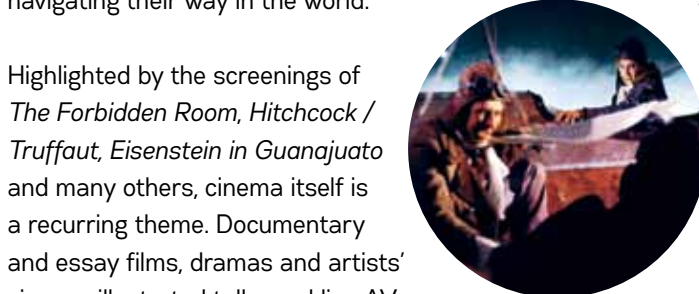 navigating their way in the world.
Highlighted by the screenings of
The Forbidden Room, Hitchcock /
Truffaut, Eisenstein in Guanajuato
and many others, cinema itself is
a recurring theme. Documentary
and essay films, dramas and artists’